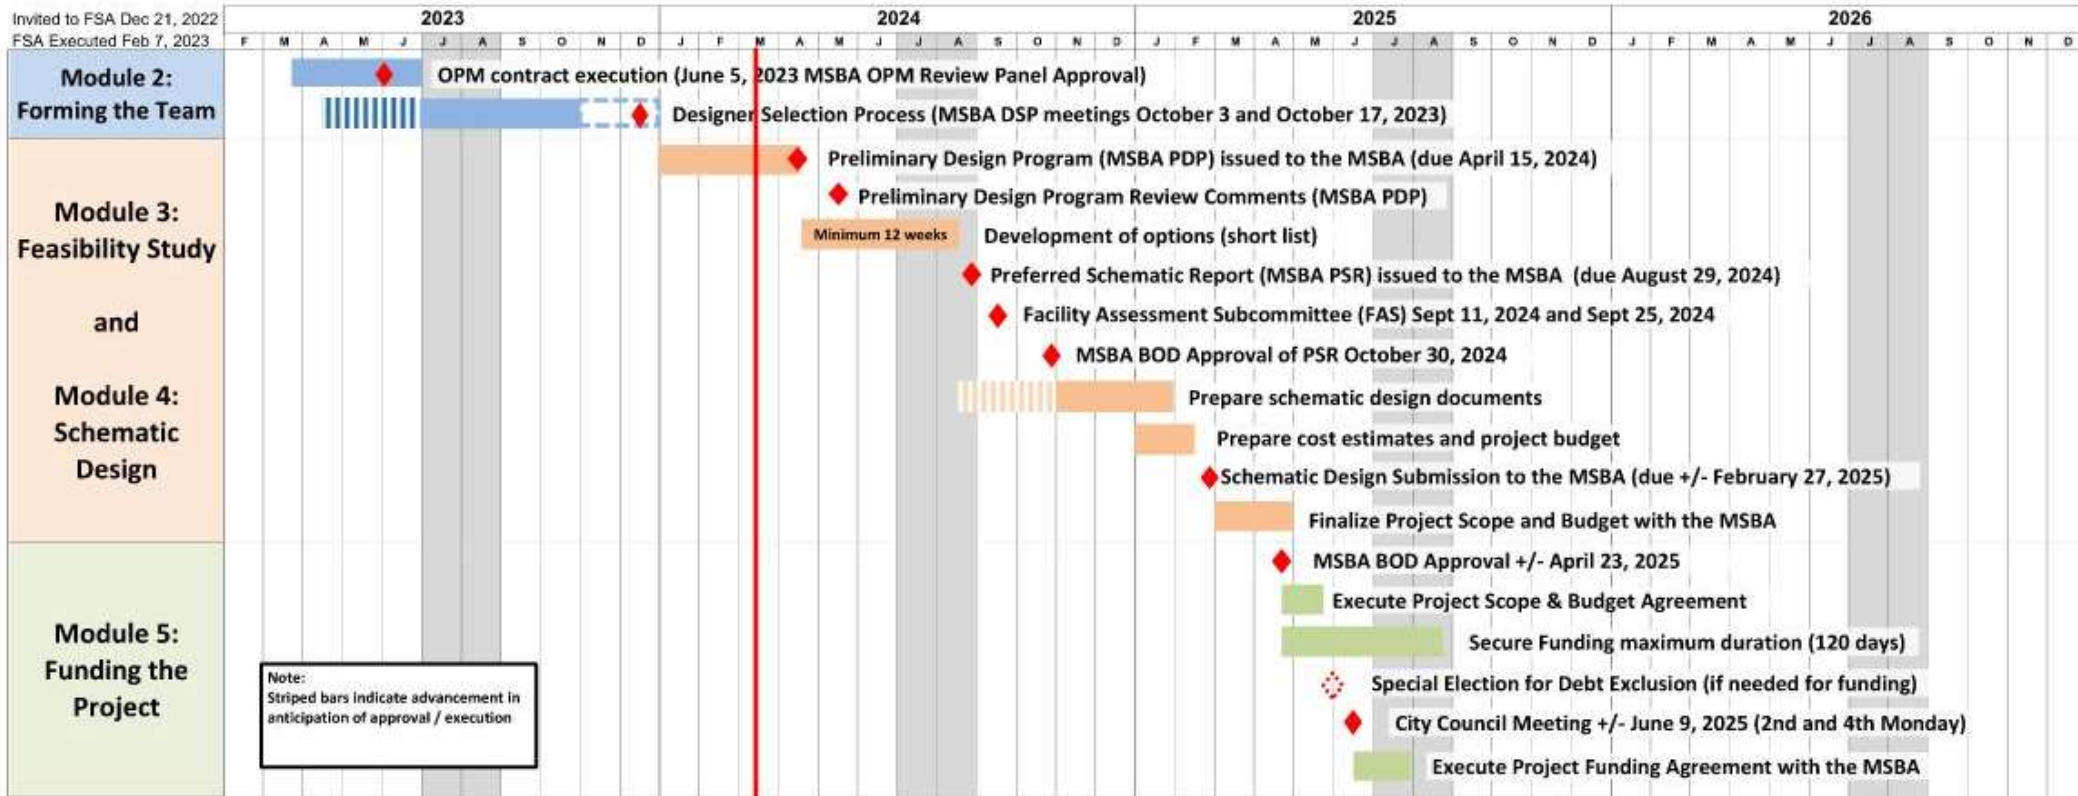 Invited to FSA Dec 21, 2022
FSA Executed Feb 7, 2023
2023 2024 2025 2026
F M A M J J A S O N D J F M A M J J A S O N D J F M A M J J A S O N D J F M A M J J A S O N D
Module 2:
Forming the Team
OPM contract execution (June 5, 2023 MSBA OPM Review Panel Approval)
Designer Selection Process (MSBA DSP meetings October 3 and October 17, 2023)
Module 3:
Feasibility Study
and
Module 4:
Schematic
Design
Preliminary Design Program (MSBA PDP) issued to the MSBA (due April 15, 2024)
Preliminary Design Program Review Comments (MSBA PDP)
Minimum 12 weeks Development of options (short list)
Preferred Schematic Report (MSBA PSR) issued to the MSBA (due August 29, 2024)
Facility Assessment Subcommittee (FAS) Sept 11, 2024 and Sept 25, 2024
MSBA BOD Approval of PSR October 30, 2024
Prepare schematic design documents
Prepare cost estimates and project budget
Schematic Design Submission to the MSBA (due +/- February 27, 2025)
Finalize Project Scope and Budget with the MSBA
Module 5:
Funding the
Project
MSBA BOD Approval +/- April 23, 2025
Execute Project Scope & Budget Agreement
Secure Funding maximum duration (120 days)
Special Election for Debt Exclusion (if needed for funding)
City Council Meeting +/- June 9, 2025 (2nd and 4th Monday)
Execute Project Funding Agreement with the MSBA
Note:
Striped bars indicate advancement in
anticipation of approval / execution